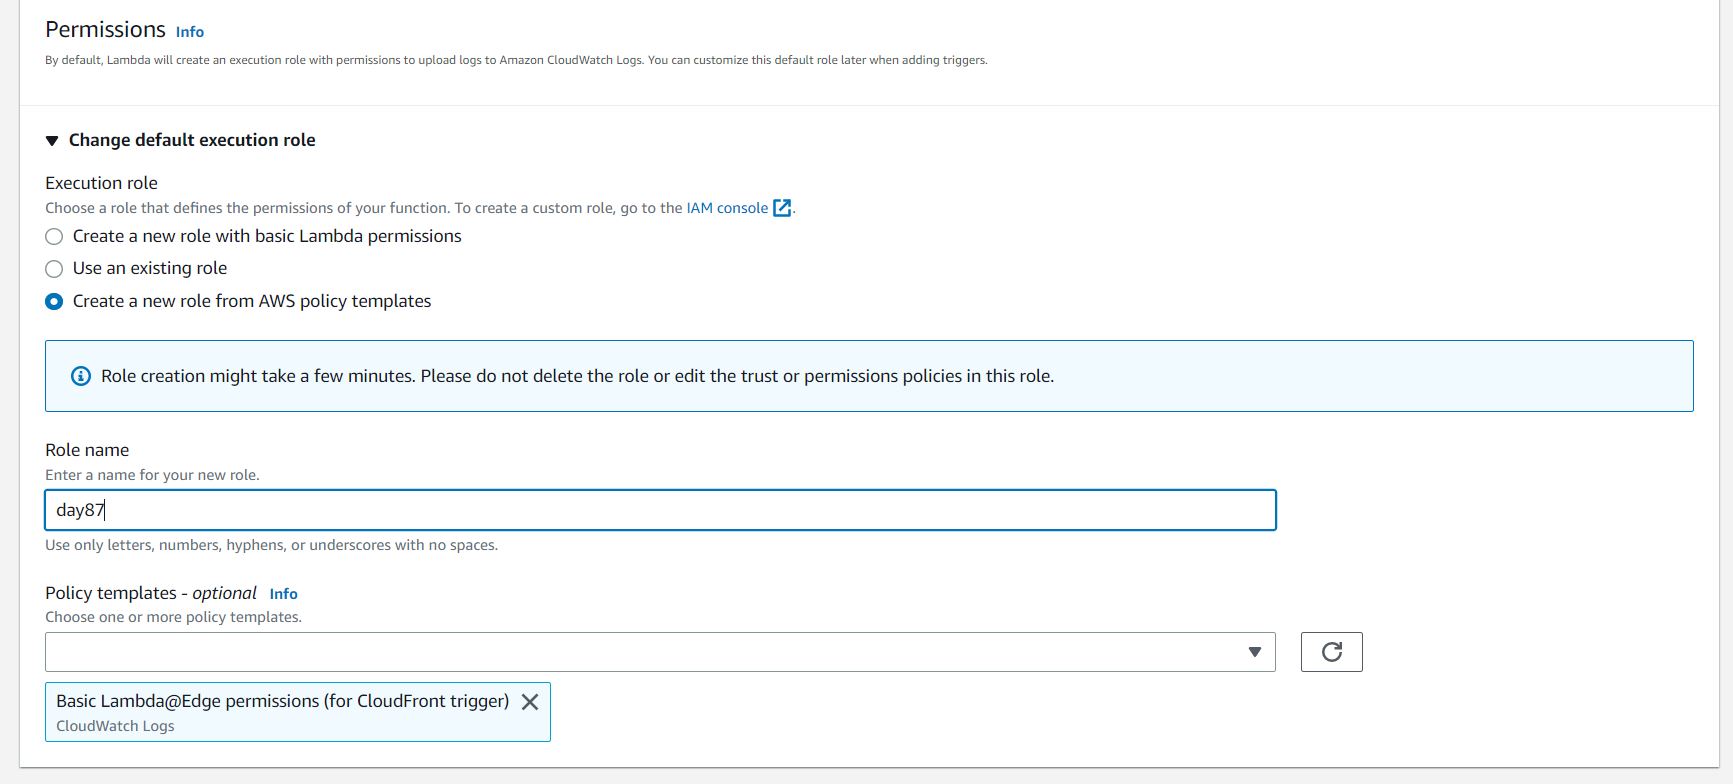 Permissions Info
By default, Lambda will create an execution role with permissions to upload logs to Amazon CloudWatch Logs. You can customize this default role later when adding triggers.
Change default execution role
Execution role
Choose a role that defines the permissions of your function. To create a custom role, go to the IAM console.
Create a new role with basic Lambda permissions
Use an existing role
Create a new role from AWS policy templates
Role creation might take a few minutes. Please do not delete the role or edit the trust or permissions policies in this role.
Role name
Enter a name for your new role.
day87
Use only letters, numbers, hyphens, or underscores with no spaces.
Policy templates - optional Info
Choose one or more policy templates.
Basic Lambda@Edge permissions (for CloudFront trigger)
CloudWatch Logs